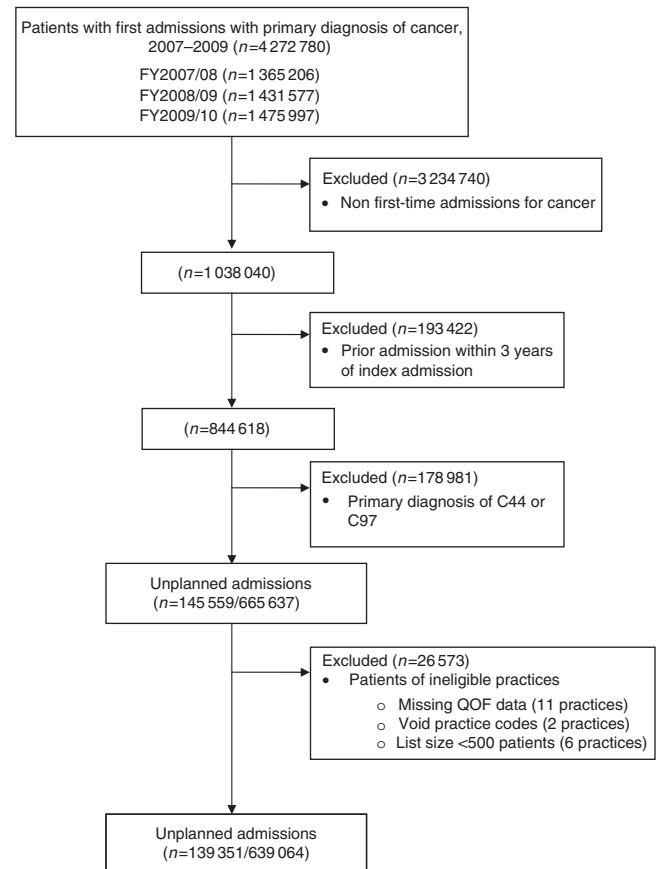 Patients with first admissions with primary diagnosis of cancer,
2007–2009 (n=4 272 780)
FY2007/08 (n=1 365 206)
FY2008/09 (n=1 431 577)
FY2009/10 (n=1 475 997)
Excluded (n=3 234 740)
• Non first-time admissions for cancer
(n=1 038 040)
Excluded (n=193 422)
• Prior admission within 3 years
of index admission
(n=844 618)
Excluded (n=178 981)
• Primary diagnosis of C44 or
C97
Unplanned admissions
(n=145 559/665 637)
Excluded (n=26 573)
• Patients of ineligible practices
o Missing QOF data (11 practices)
o Void practice codes (2 practices)
o List size <500 patients (6 practices)
Unplanned admissions
(n=139 351/639 064)